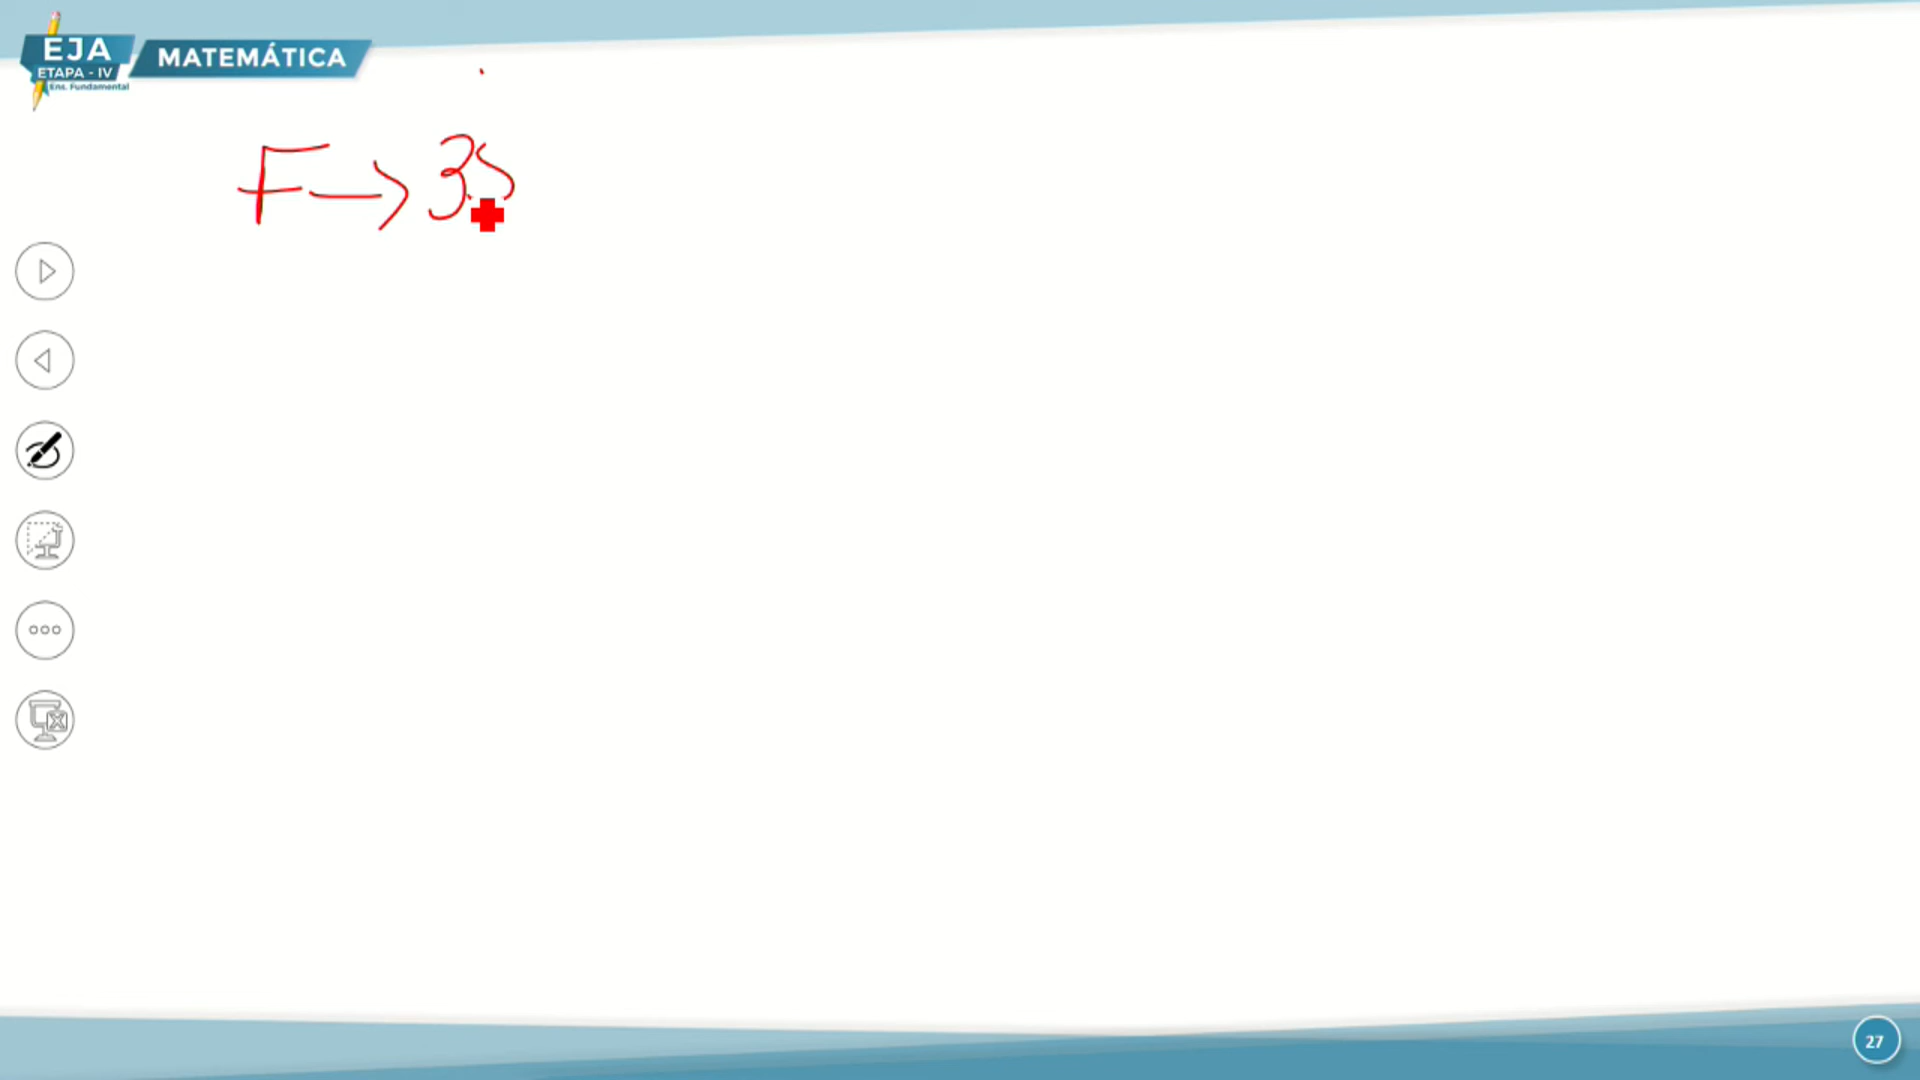 EJA
ETAPA - IV
Ens. Fundamental
MATEMÁTICA
F → 35
27